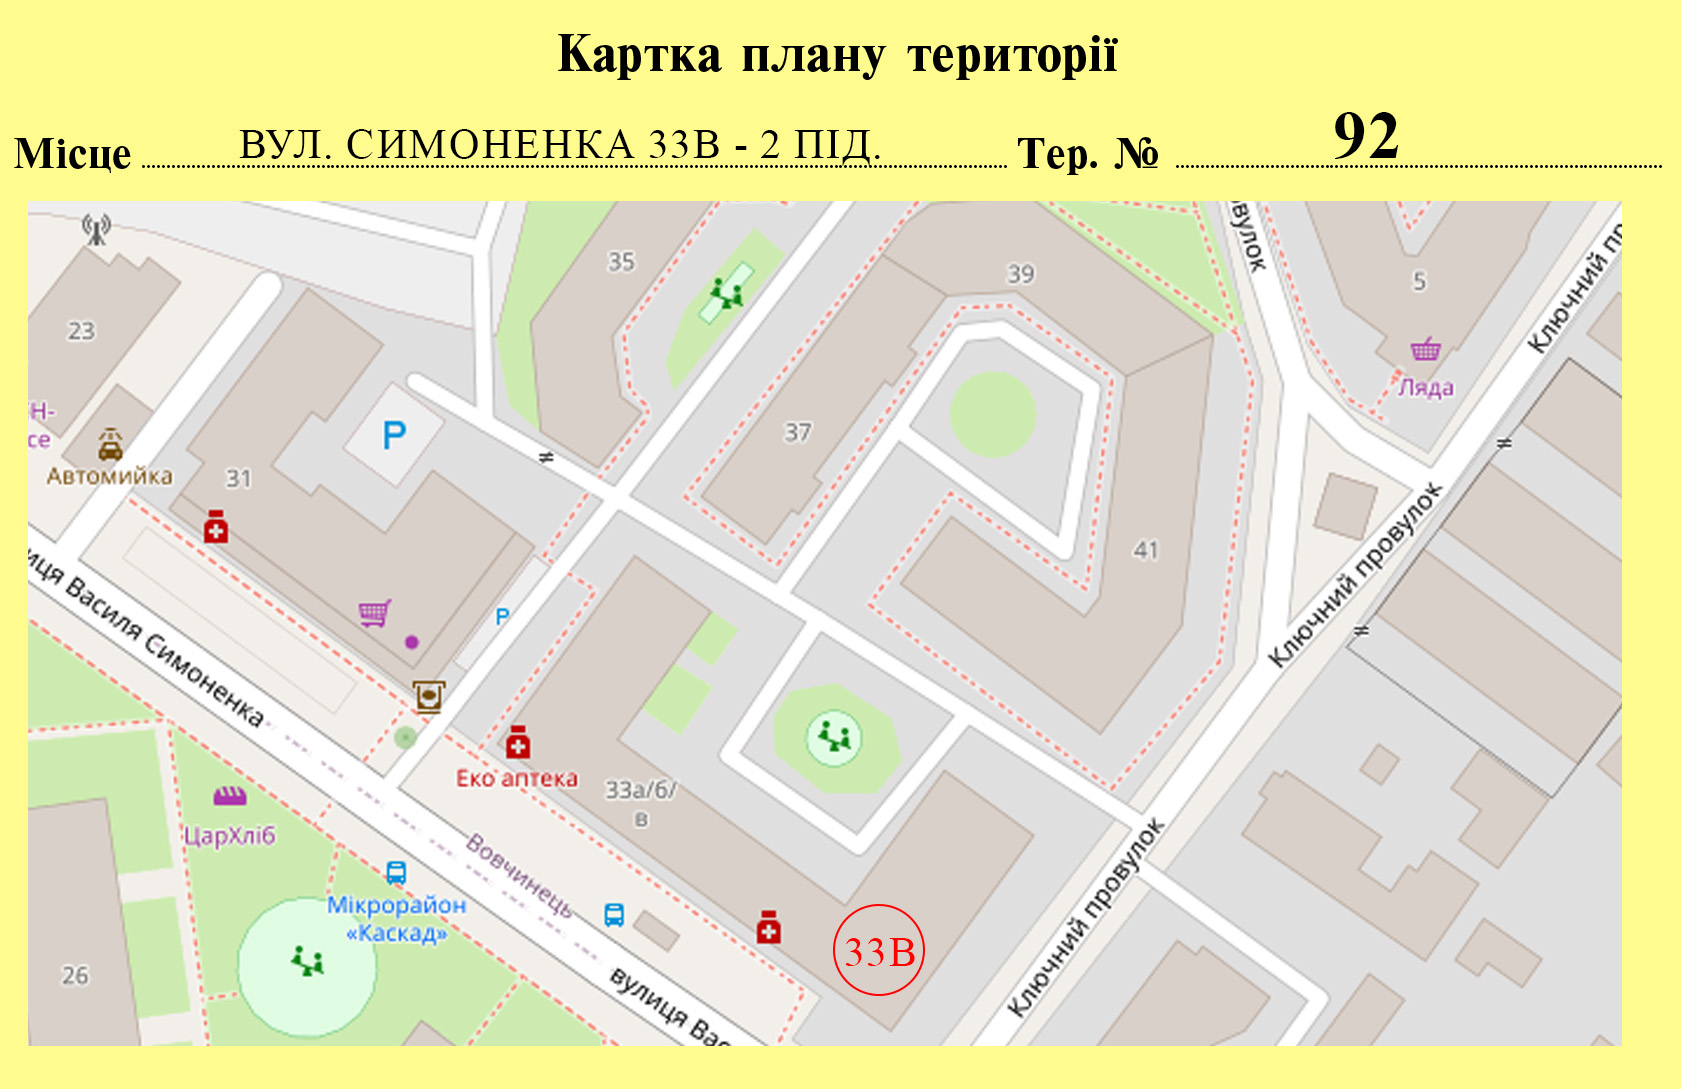 Картка плану території
Місце ВУЛ. СИМОНЕНКА 33В - 2 ПІД. Тер. № 92
35
39
5
23
Ляда
Ключний пр
вулок
Н-
се
Автомийка
31
P
37
41
P
Ключний провулок
иця Василя Симоненка
Еко аптека
33а/б/
в
ЦарХліб
Вовчинець
Мікрорайон
«Каскад»
Ключний провулок
33В
26
вулиця Вас